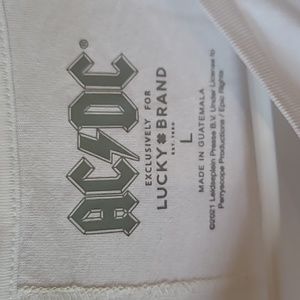 AC⚡DC®
EXCLUSIVELY FOR
LUCKY BRAND
EST. 1990
L
MADE IN GUATEMALA
©2021 Leidseplein Presse B.V. Under License to
Perryscope Productions / Epic Rights